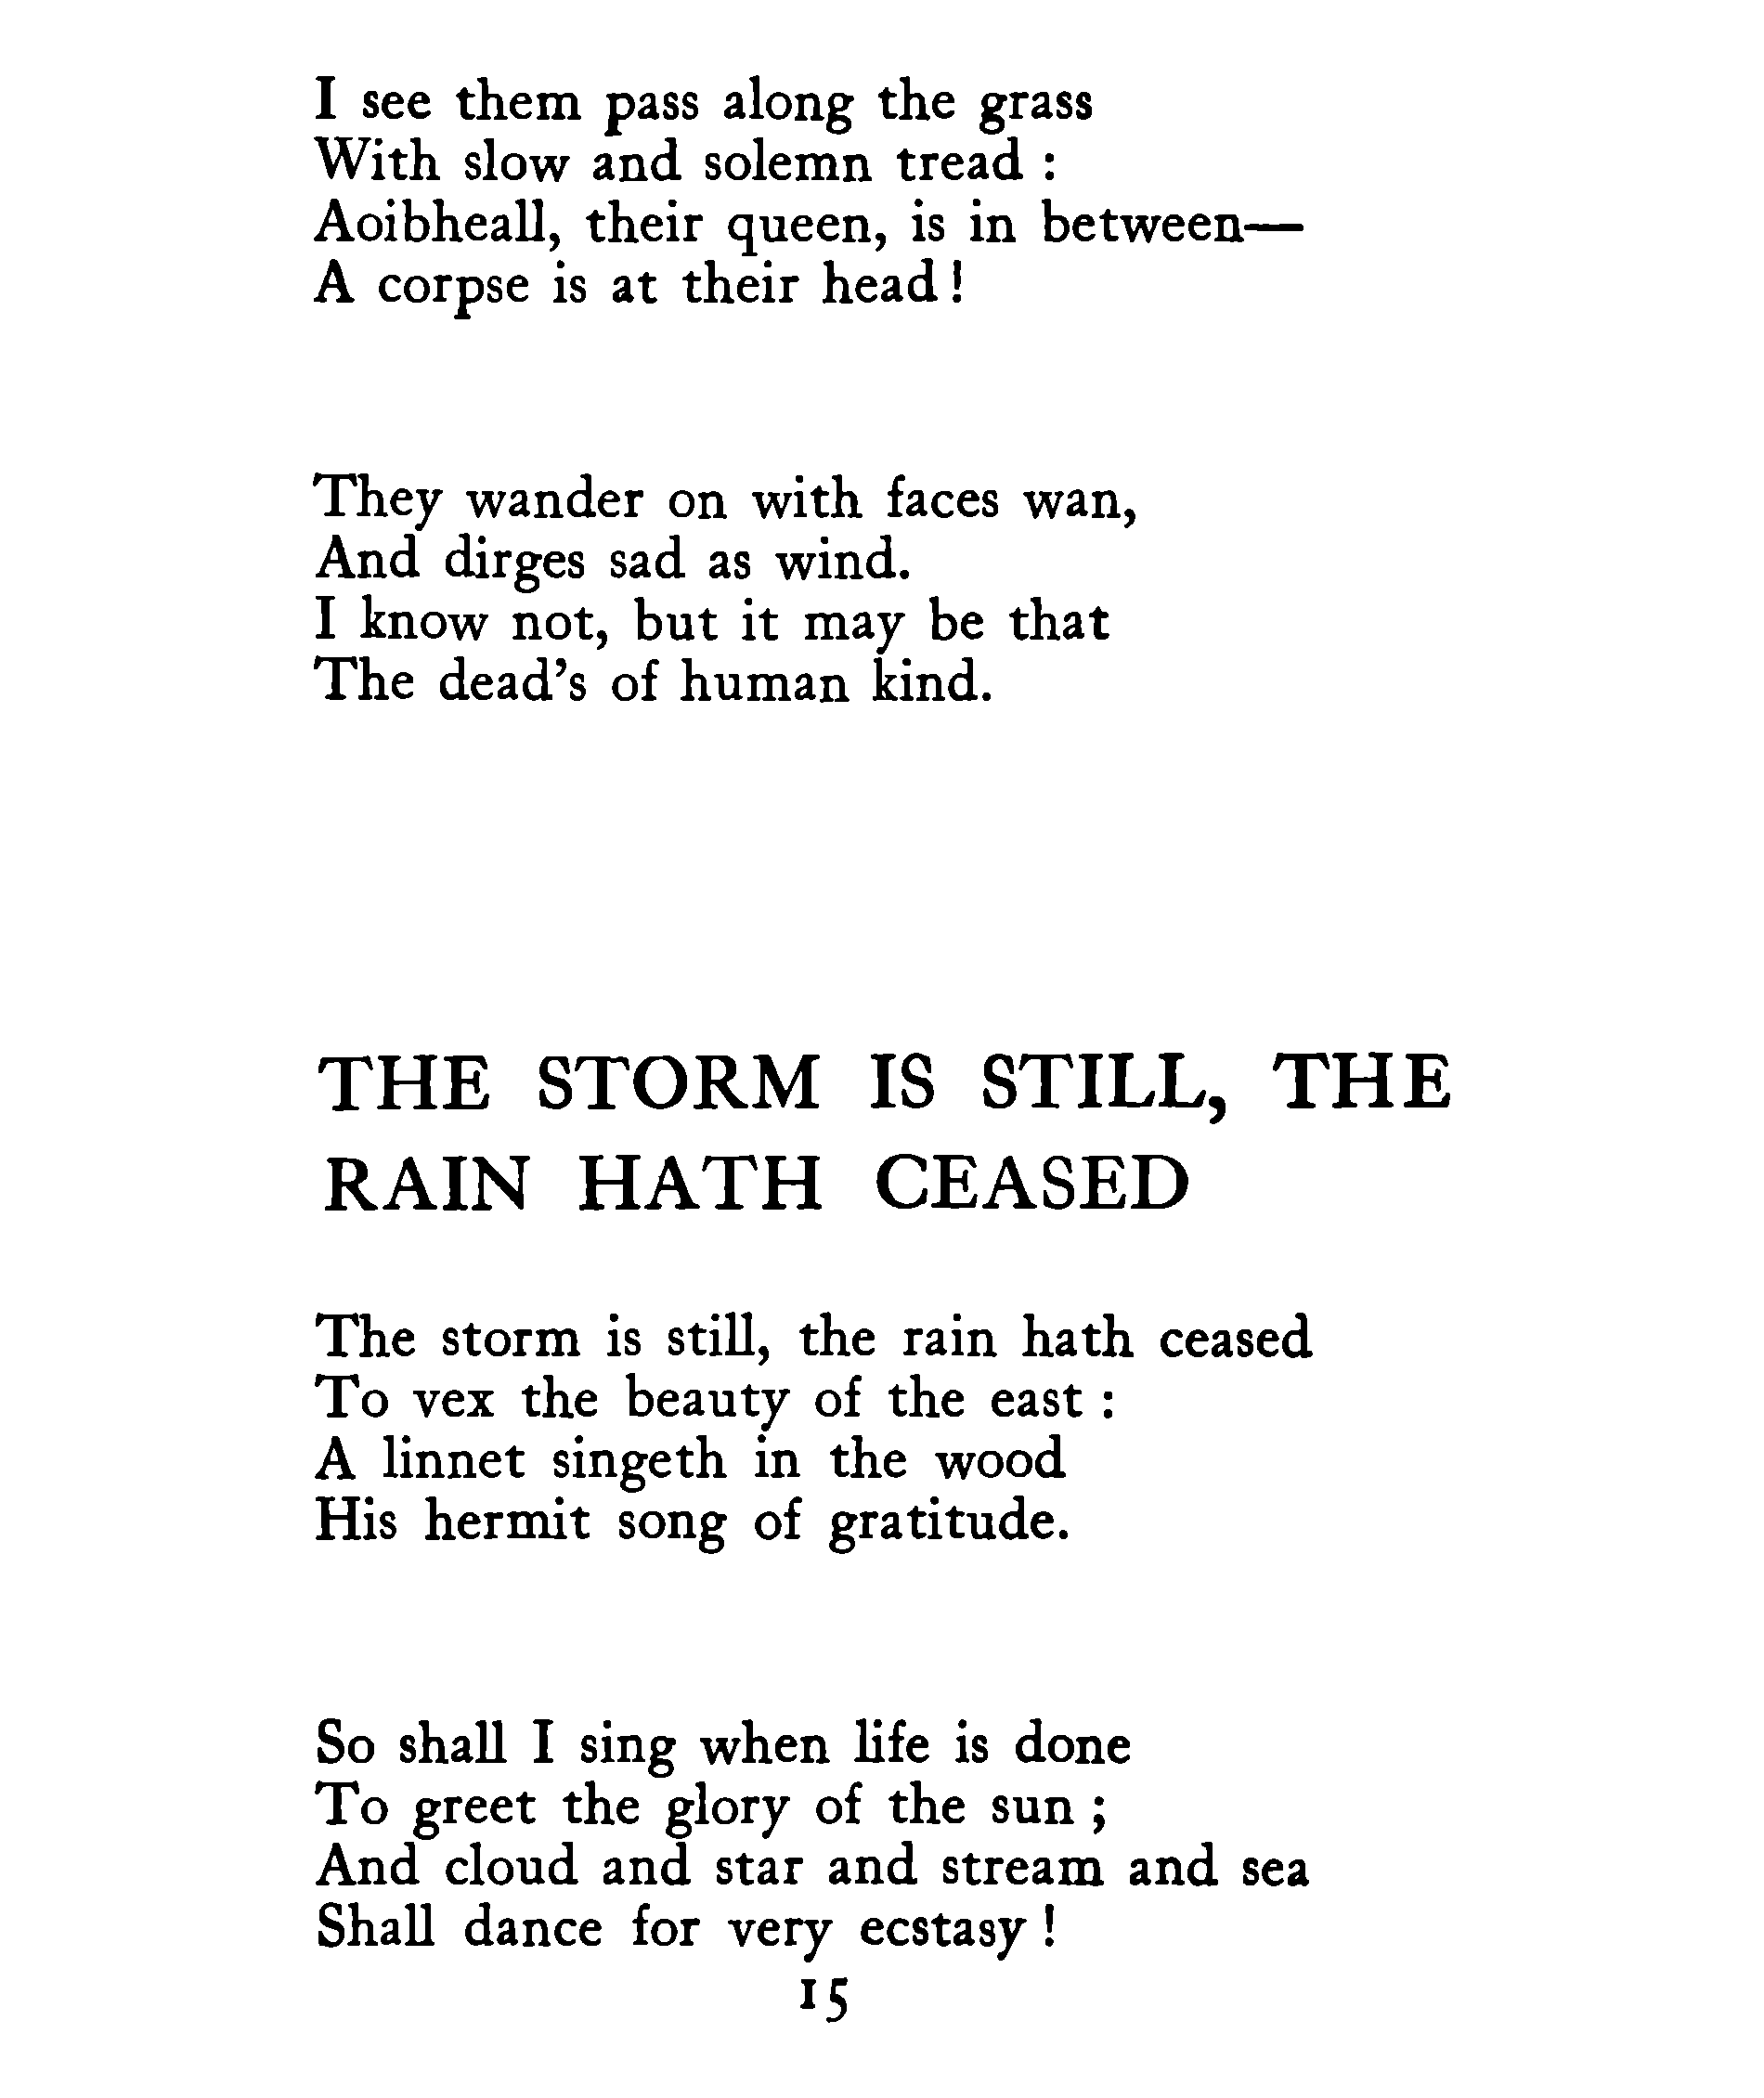 I see them pass along the grass
With slow and solemn tread :
Aoibheall, their queen, is in between—
A corpse is at their head !
They wander on with faces wan,
And dirges sad as wind.
I know not, but it may be that
The dead's of human kind.
THE STORM IS STILL, THE
RAIN HATH CEASED
The storm is still, the rain hath ceased
To vex the beauty of the east :
A linnet singeth in the wood
His hermit song of gratitude.
So shall I sing when life is done
To greet the glory of the sun ;
And cloud and star and stream and sea
Shall dance for very ecstasy !
15